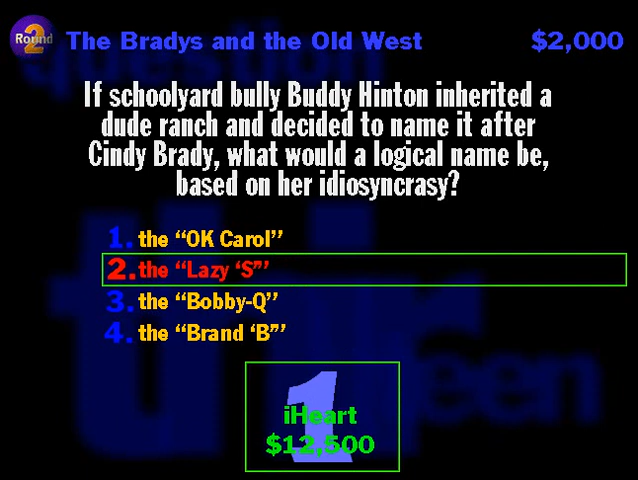 Round 2 The Bradys and the Old West $2,000
If schoolyard bully Buddy Hinton inherited a
dude ranch and decided to name it after
Cindy Brady, what would a logical name be,
based on her idiosyncrasy?
1. the “OK Carol”
2. the “Lazy ‘S’”
3. the “Bobby-Q”
4. the “Brand ‘B’”
1
iHeart
$12,500